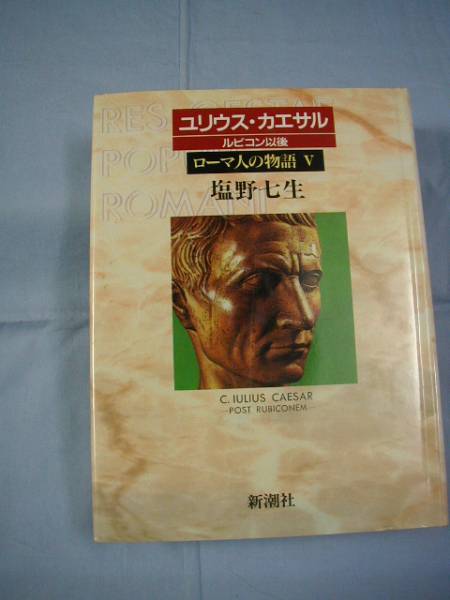 RES GESTAE
POPULI
ROMANI
ユリウス・カエサル
ルビコン以後
ローマ人の物語 V
塩野七生
C. IULIUS CAESAR
—POST RUBICONEM—
新潮社